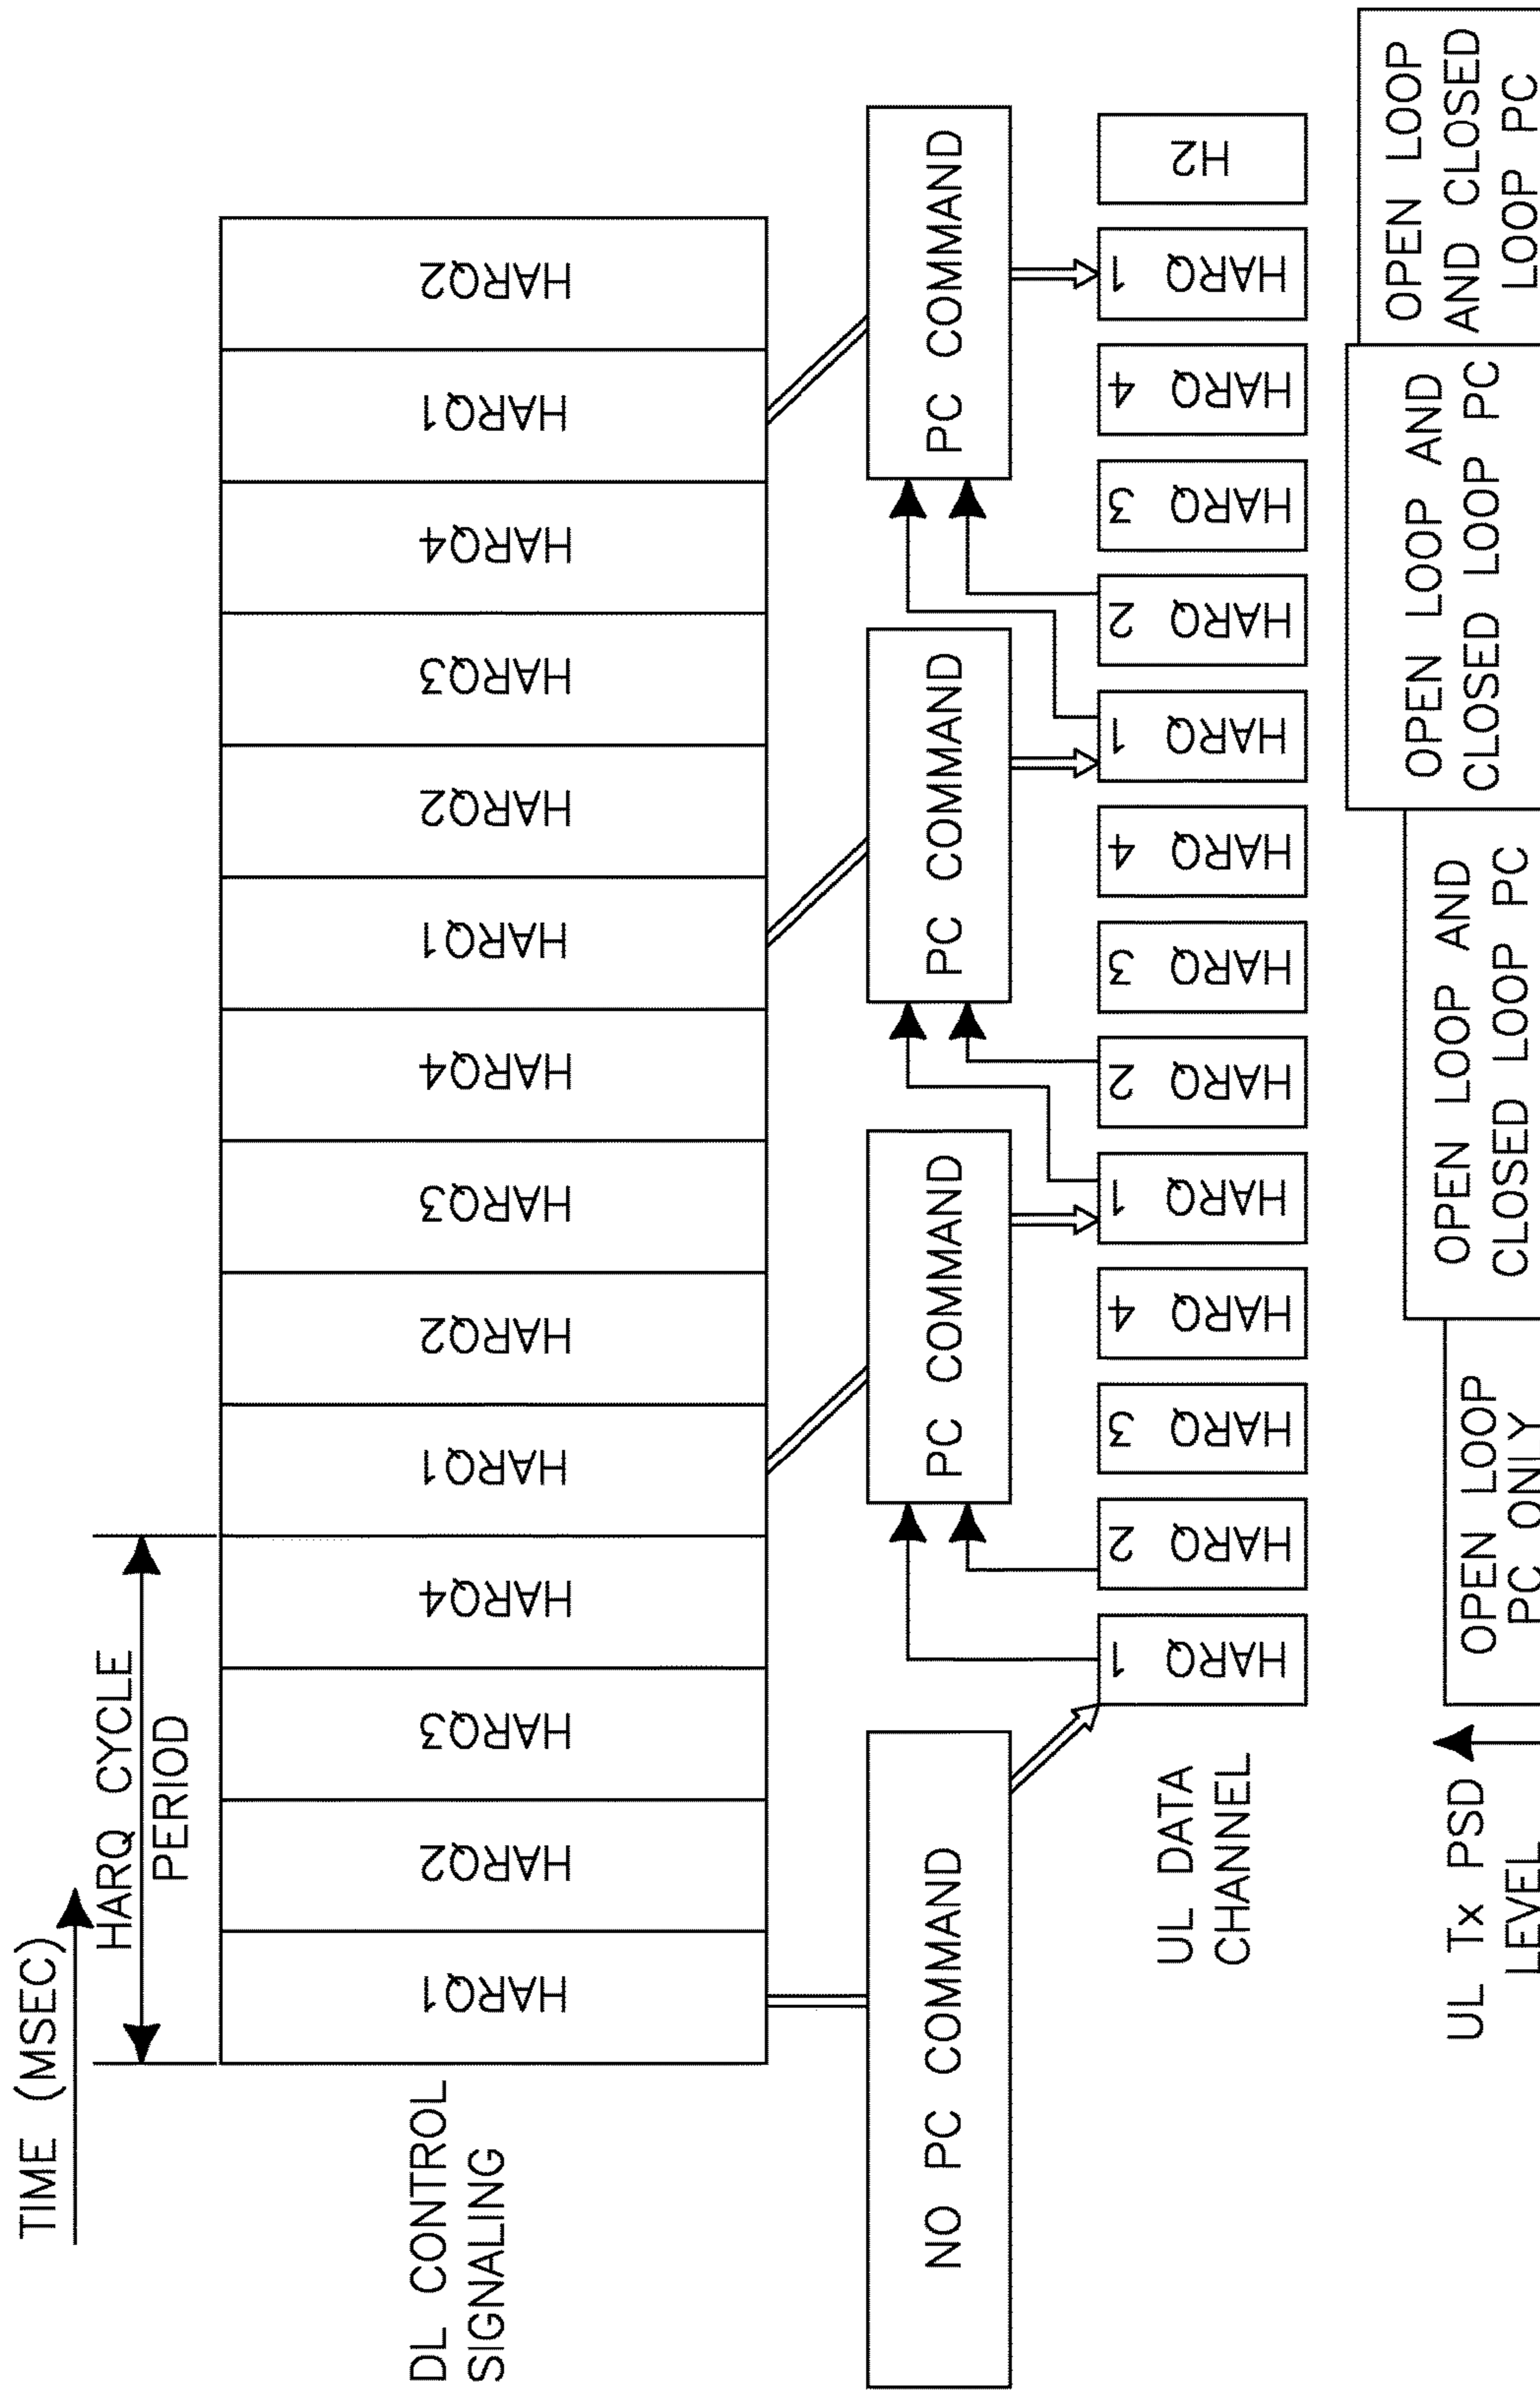 TIME (MSEC)
HARQ CYCLE
PERIOD
DL CONTROL
SIGNALING
HARQ1
HARQ2
HARQ3
HARQ4
HARQ1
HARQ2
HARQ3
HARQ4
HARQ1
HARQ2
HARQ3
HARQ4
HARQ1
HARQ2
NO PC COMMAND
PC COMMAND
PC COMMAND
PC COMMAND
UL DATA
CHANNEL
HARQ 1
HARQ 2
HARQ 3
HARQ 4
HARQ 1
HARQ 2
HARQ 3
HARQ 4
HARQ 1
HARQ 2
HARQ 3
HARQ 4
HARQ 1
H2
UL Tx PSD
LEVEL
OPEN LOOP
PC ONLY
OPEN LOOP AND
CLOSED LOOP PC
OPEN LOOP AND
CLOSED LOOP PC
OPEN LOOP
AND CLOSED
LOOP PC